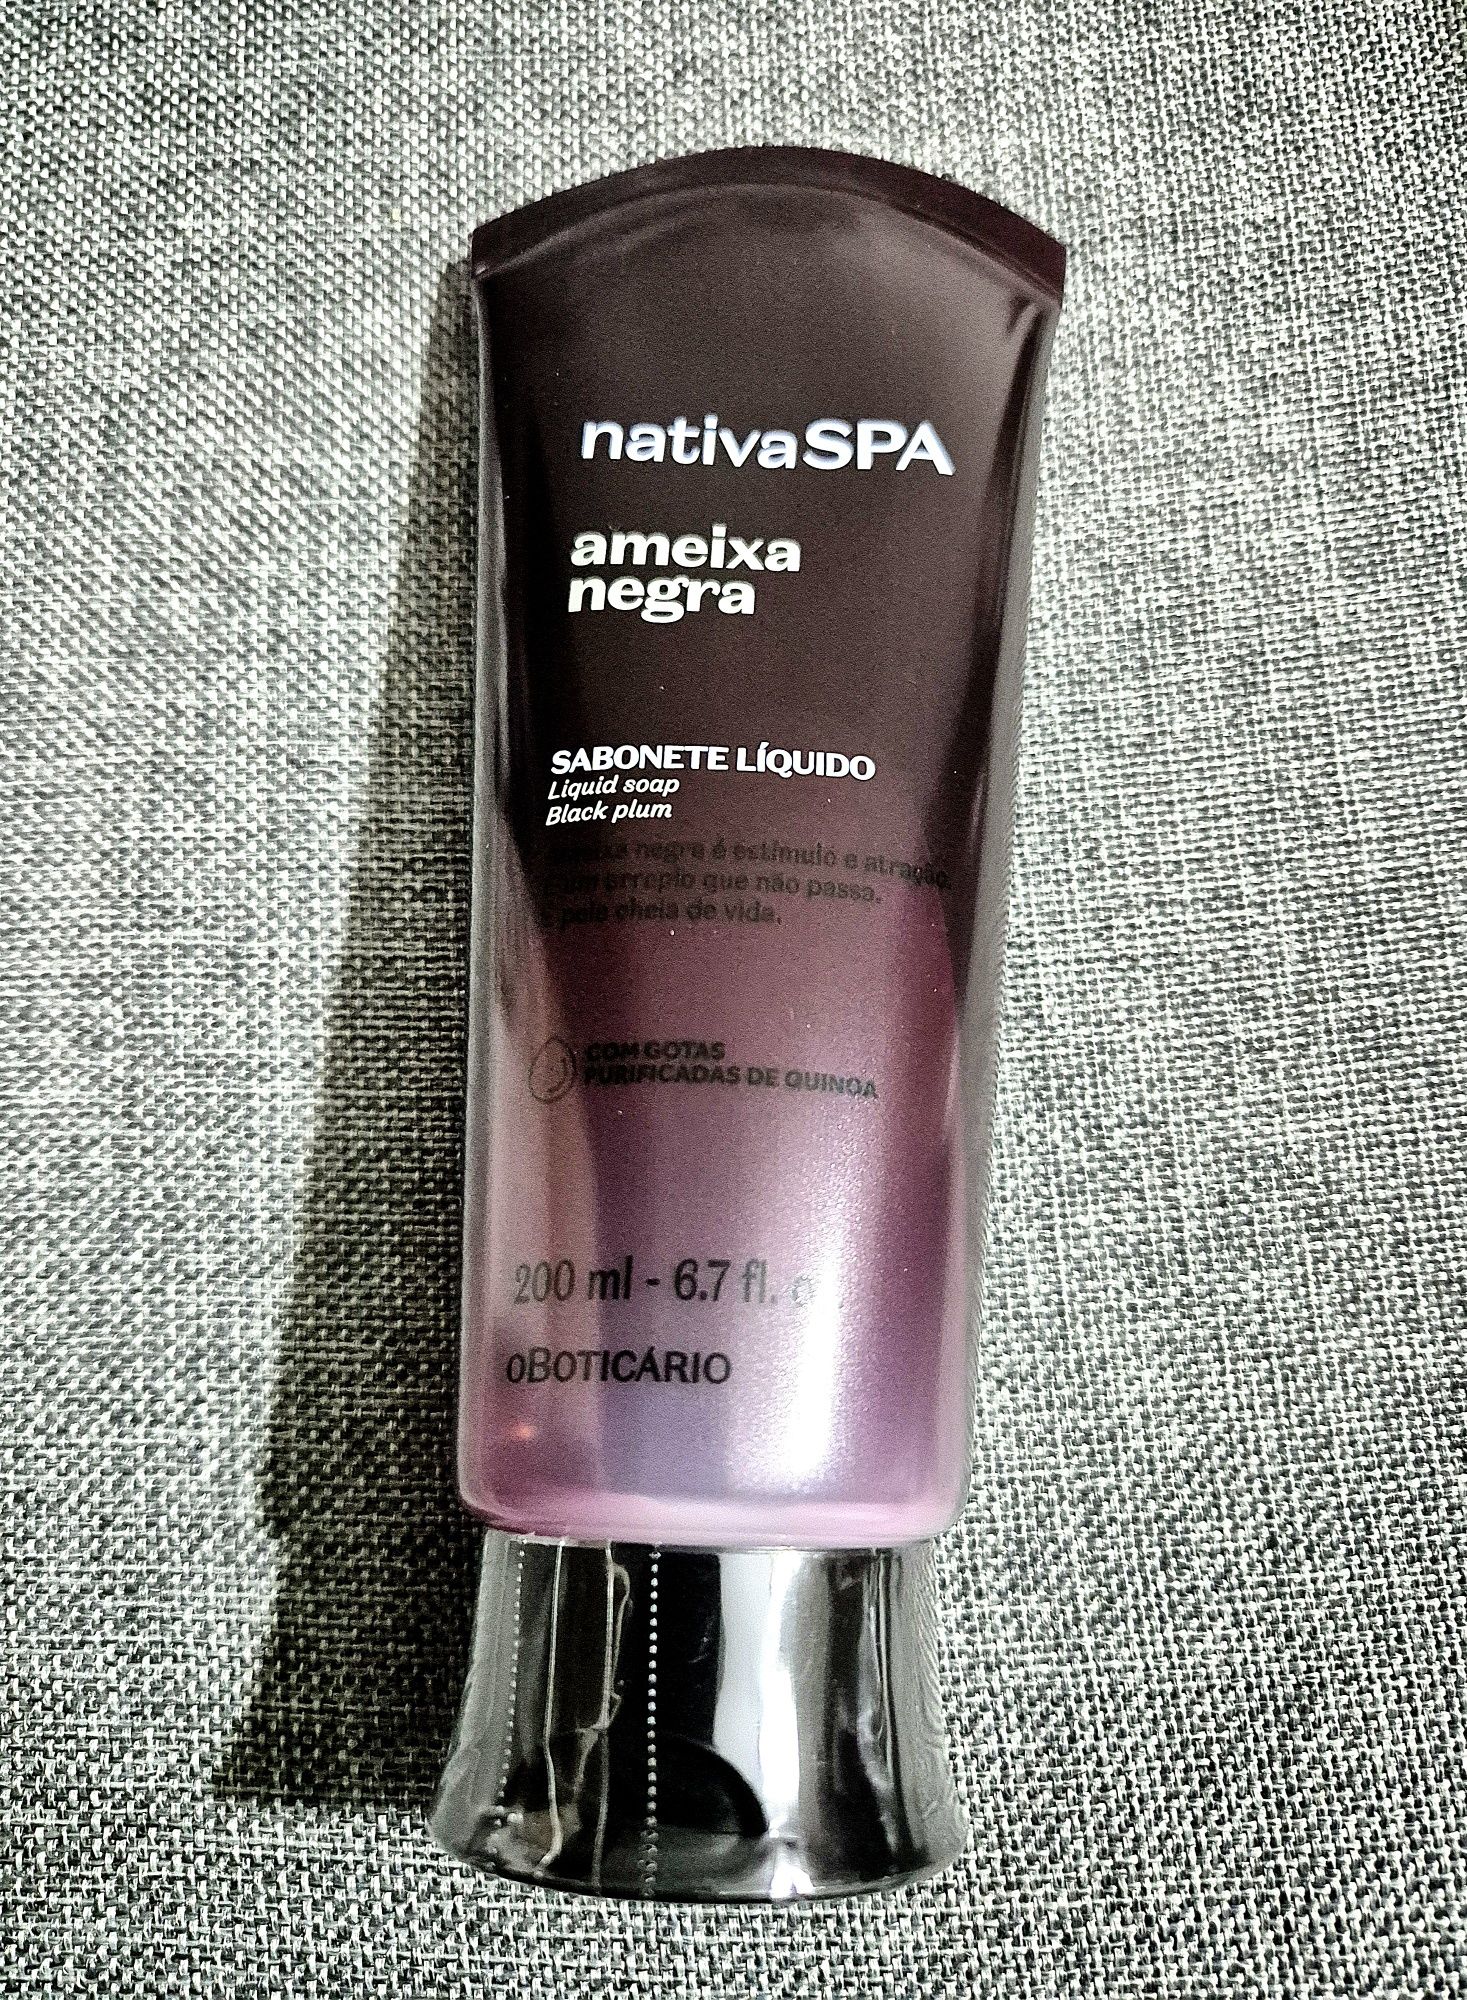 nativaSPA
ameixa
negra
SABONETE LÍQUIDO
Liquid soap
Black plum
negra é estímulo e atração.
arrepio que não passa.
pele cheia de vida.
COM GOTAS
PURIFICADAS DE QUINOA
200 ml - 6.7 fl.
oBOTICÁRIO